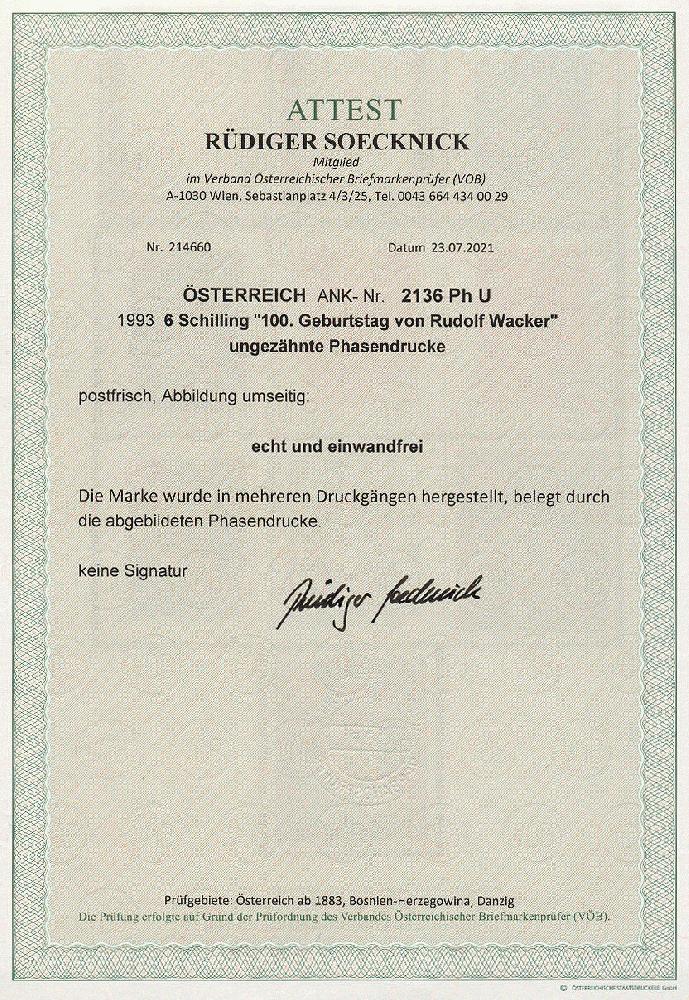 ATTEST
RÜDIGER SOECKNICK
Mitglied
im Verband Österreichischer Briefmarkenprüfer (VÖB)
A-1030 Wien, Sebastianplatz 4/3/25, Tel. 0043 664 434 00 29
Nr. 214660 Datum 23.07.2021
ÖSTERREICH ANK- Nr. 2136 Ph U
1993 6 Schilling "100. Geburtstag von Rudolf Wacker"
ungezähnte Phasendrucke
postfrisch, Abbildung umseitig:
echt und einwandfrei
Die Marke wurde in mehreren Druckgängen hergestellt, belegt durch
die abgebildeten Phasendrucke.
keine Signatur
Rüdiger Soecknick
Prüfgebiete: Österreich ab 1883, Bosnien-Herzegowina, Danzig
Die Prüfung erfolgte auf Grund der Prüfordnung des Verbandes Österreichischer Briefmarkenprüfer (VÖB).
© ÖSTERREICHISCHE STAATSDRUCKEREI GmbH